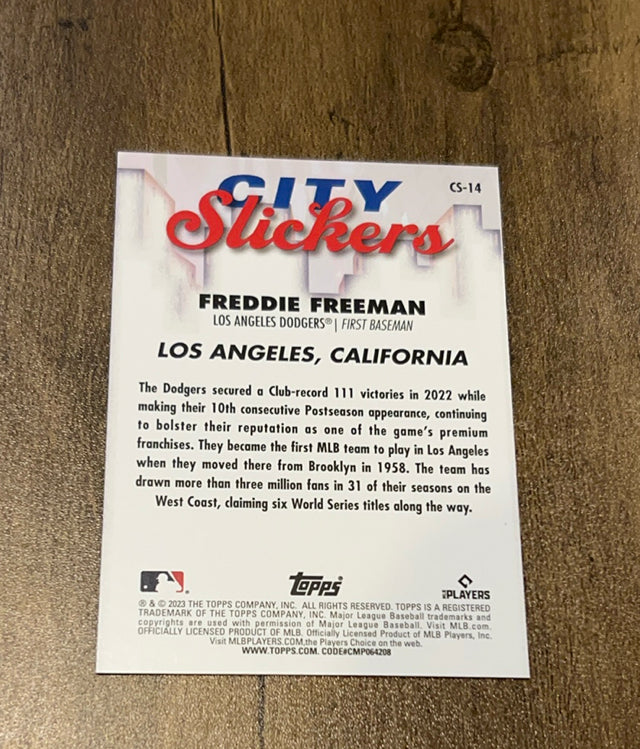 CITY
CS-14
Slickers
FREDDIE FREEMAN
LOS ANGELES DODGERS® | FIRST BASEMAN
LOS ANGELES, CALIFORNIA
The Dodgers secured a Club-record 111 victories in 2022 while
making their 10th consecutive Postseason appearance, continuing
to bolster their reputation as one of the game's premium
franchises. They became the first MLB team to play in Los Angeles
when they moved there from Brooklyn in 1958. The team has
drawn more than three million fans in 31 of their seasons on the
West Coast, claiming six World Series titles along the way.
topps
PLAYERS
® & © 2023 THE TOPPS COMPANY, INC. ALL RIGHTS RESERVED. TOPPS IS A REGISTERED
TRADEMARK OF THE TOPPS COMPANY, INC. Major League Baseball trademarks and
copyrights are used with permission of Major League Baseball. Visit MLB.com.
OFFICIALLY LICENSED PRODUCT OF MLB. Officially Licensed Product of MLB Players, Inc.
Visit MLBPLAYERS.COM,the Players Choice on the web.
WWW.TOPPS.COM. CODE#CMP064208